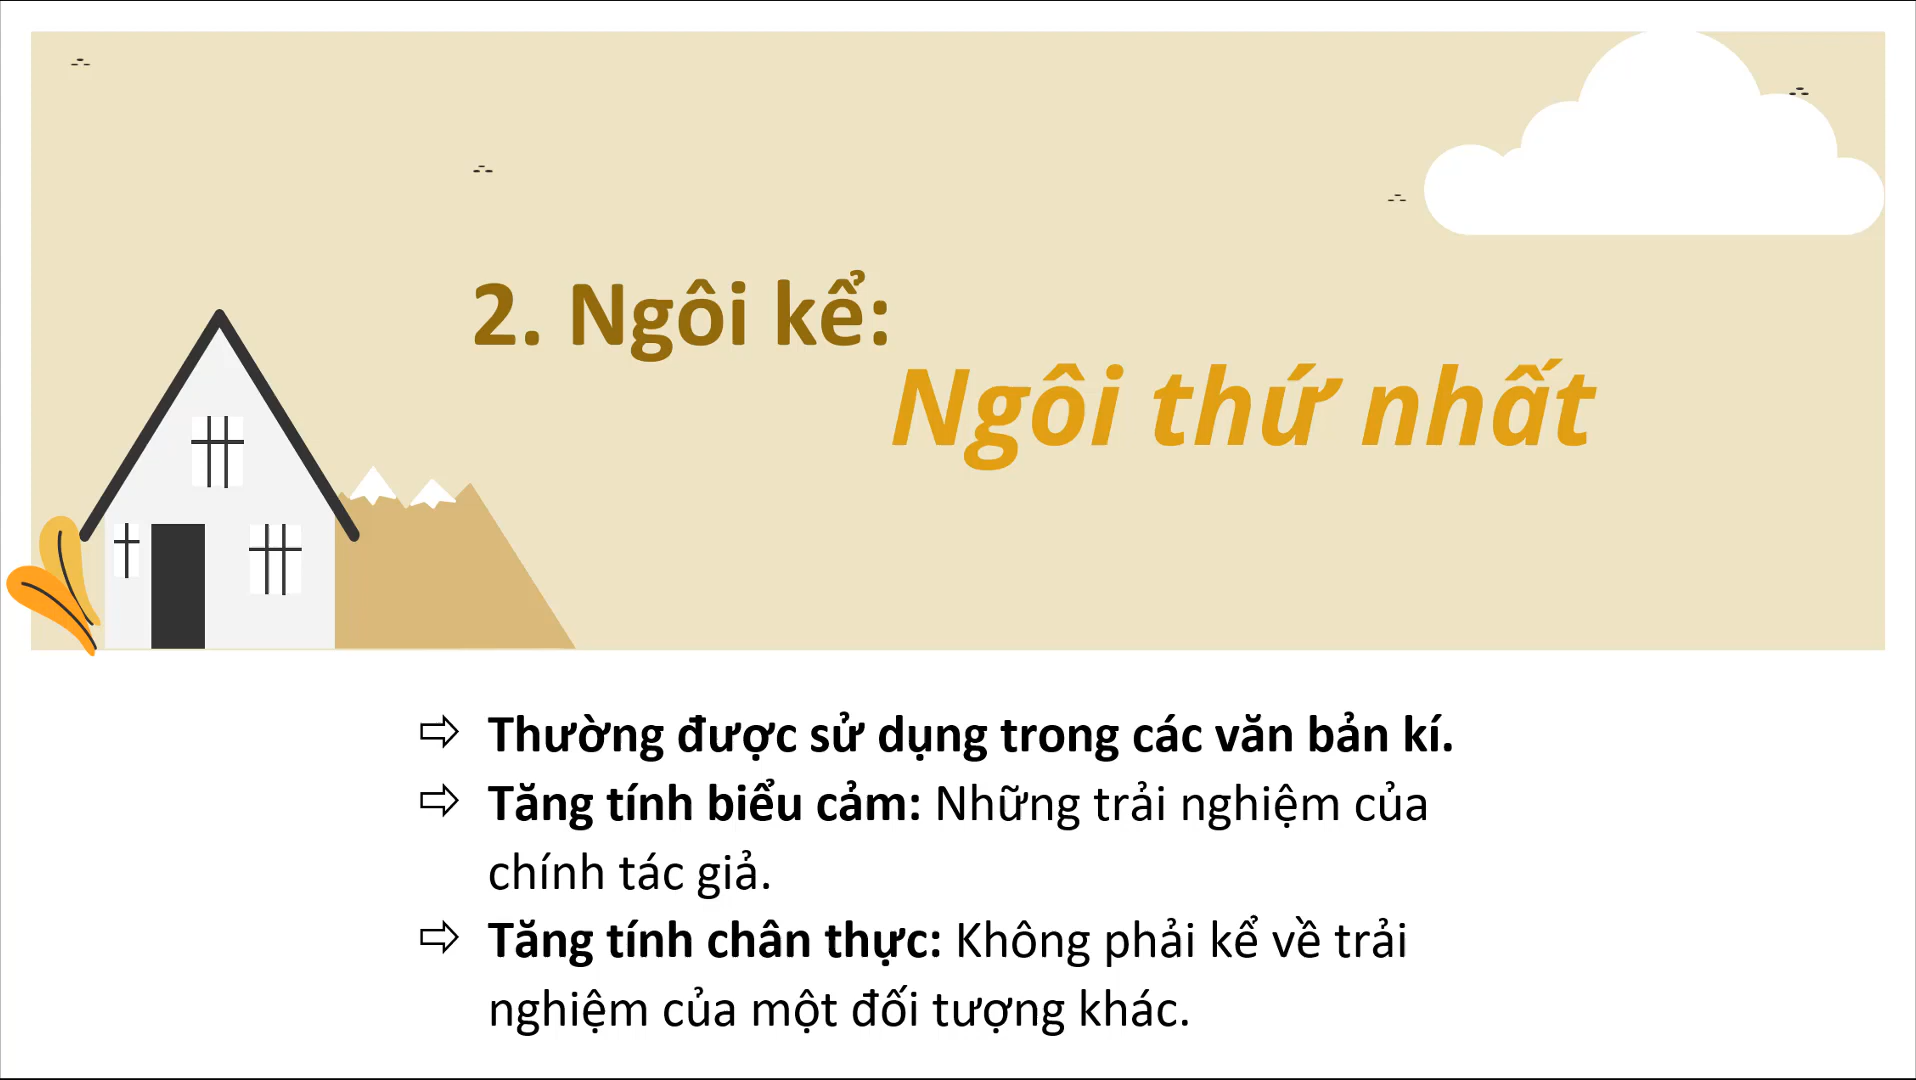 2. Ngôi kể:
Ngôi thứ nhất
⇨ Thường được sử dụng trong các văn bản kí.
⇨ Tăng tính biểu cảm: Những trải nghiệm của
chính tác giả.
⇨ Tăng tính chân thực: Không phải kể về trải
nghiệm của một đối tượng khác.